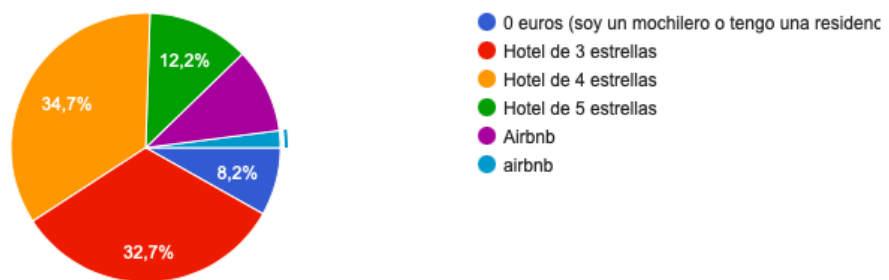 12,2%
34,7%
8,2%
32,7%
0 euros (soy un mochilero o tengo una residenc
Hotel de 3 estrellas
Hotel de 4 estrellas
Hotel de 5 estrellas
Airbnb
airbnb